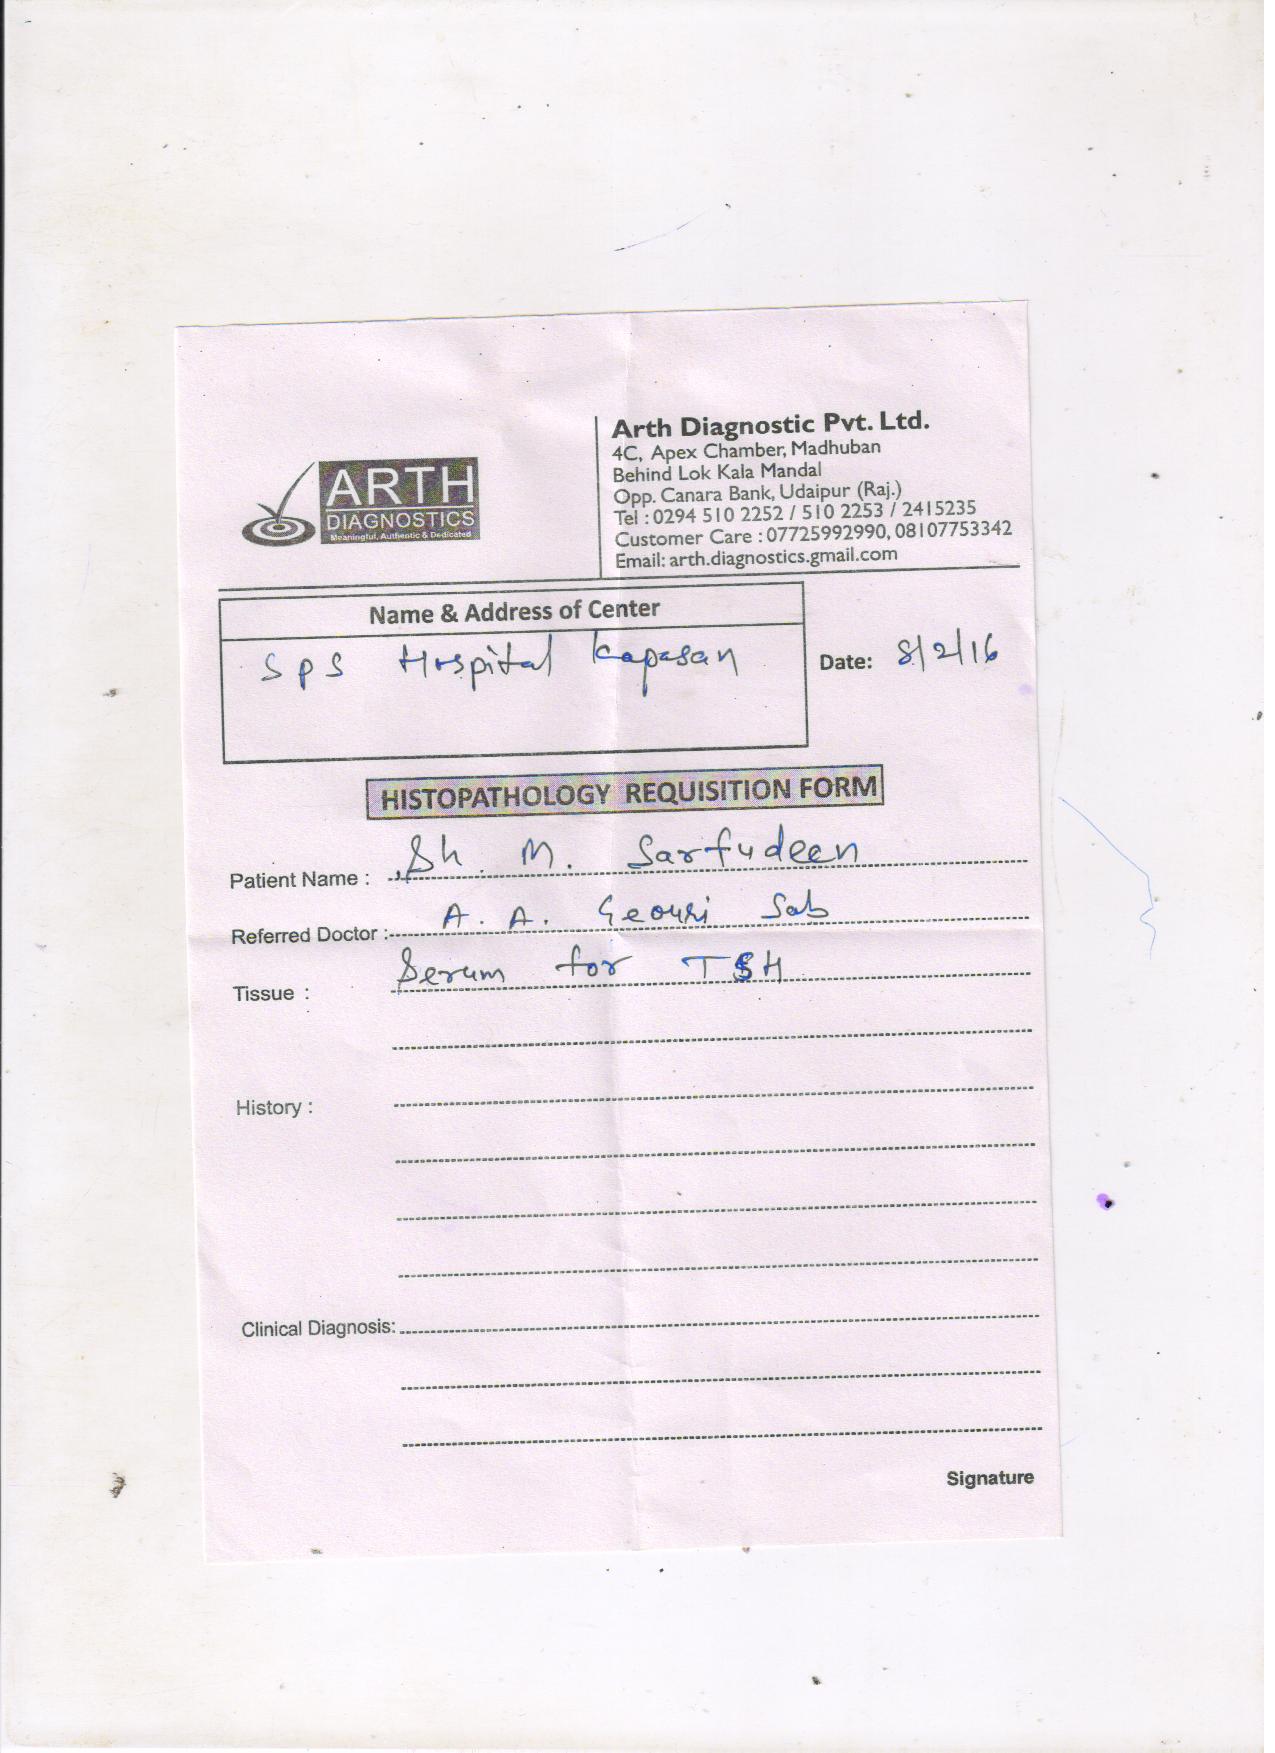 ARTH
DIAGNOSTICS
Meaningful, Authentic & Dedicated
Arth Diagnostic Pvt. Ltd.
4C, Apex Chamber, Madhuban
Behind Lok Kala Mandal
Opp. Canara Bank, Udaipur (Raj.)
Tel : 0294 510 2252 / 510 2253 / 2415235
Customer Care : 07725992990, 08107753342
Email: arth.diagnostics.gmail.com
Name & Address of Center
SPS Hospital Kapasan
Date: 8/2/16
HISTOPATHOLOGY REQUISITION FORM
Patient Name : Sh. M. Sarfudeen
Referred Doctor : A. A. Geouri Sab
Tissue : Serum for TSH
History :
Clinical Diagnosis:
Signature